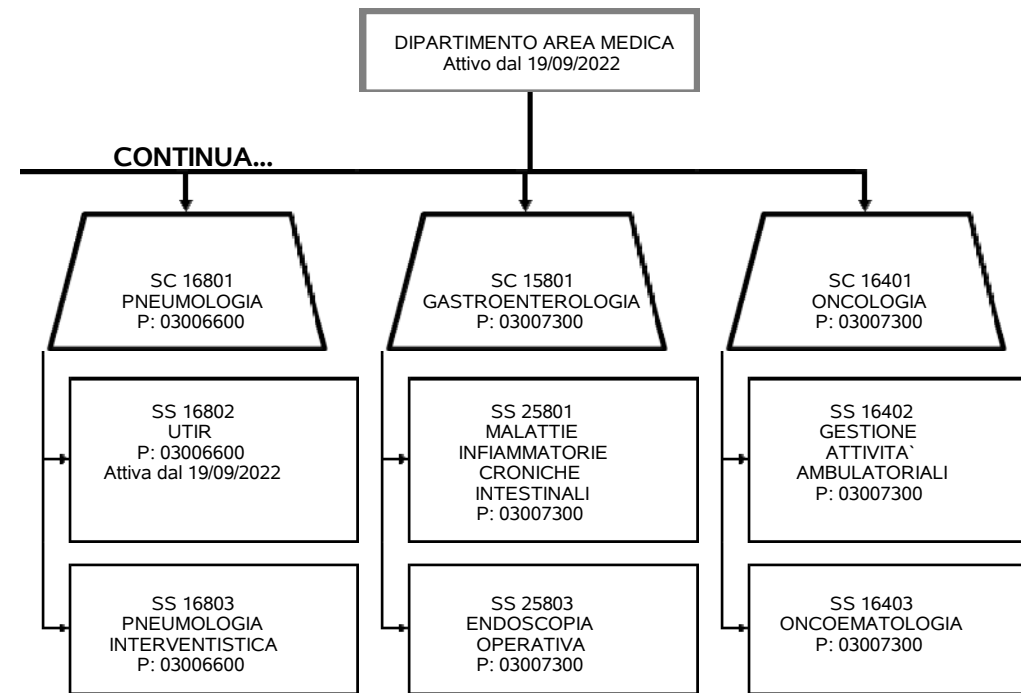 DIPARTIMENTO AREA MEDICA
Attivo dal 19/09/2022
CONTINUA...
SC 16801
PNEUMOLOGIA
P: 03006600
SC 15801
GASTROENTEROLOGIA
P: 03007300
SC 16401
ONCOLOGIA
P: 03007300
SS 16802
UTIR
P: 03006600
Attiva dal 19/09/2022
SS 25801
MALATTIE
INFIAMMATORIE
CRONICHE
INTESTINALI
P: 03007300
SS 16402
GESTIONE
ATTIVITA`
AMBULATORIALI
P: 03007300
SS 16803
PNEUMOLOGIA
INTERVENTISTICA
P: 03006600
SS 25803
ENDOSCOPIA
OPERATIVA
P: 03007300
SS 16403
ONCOEMATOLOGIA
P: 03007300